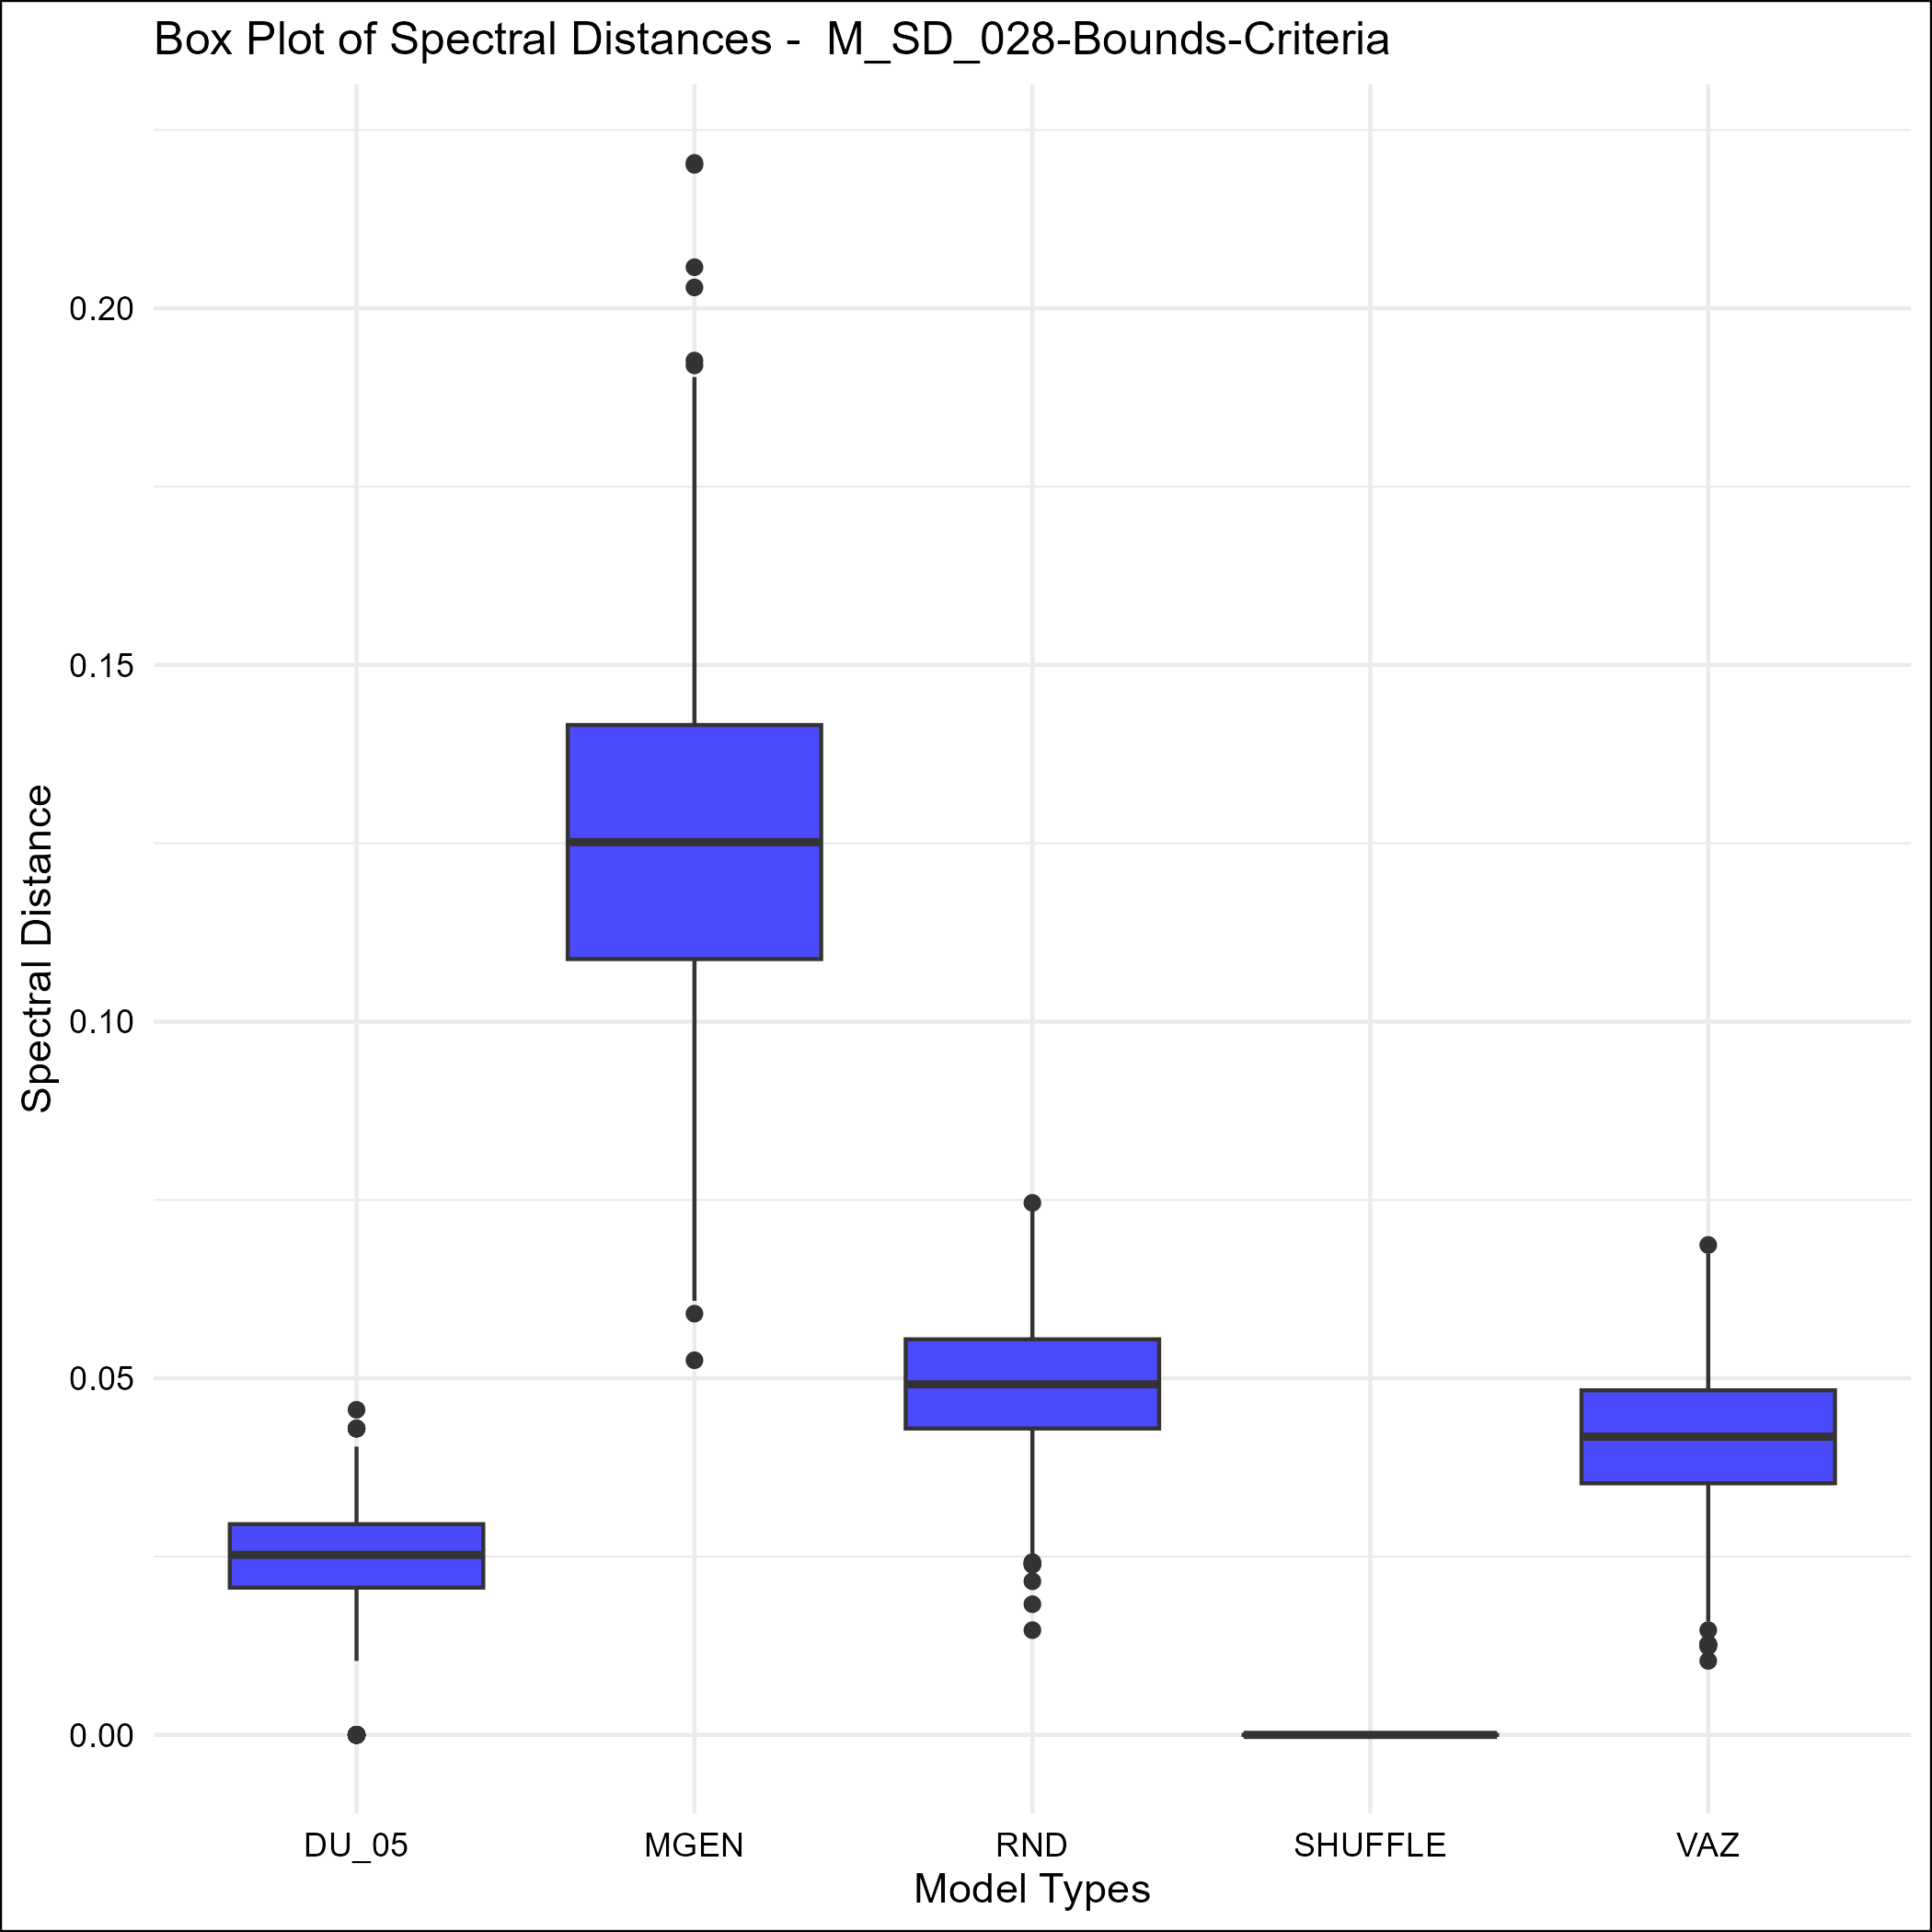 Box Plot of Spectral Distances -  M_SD_028-Bounds-Criteria
Spectral Distance
0.20
0.15
0.10
0.05
0.00
DU_05 MGEN RND SHUFFLE VAZ
Model Types